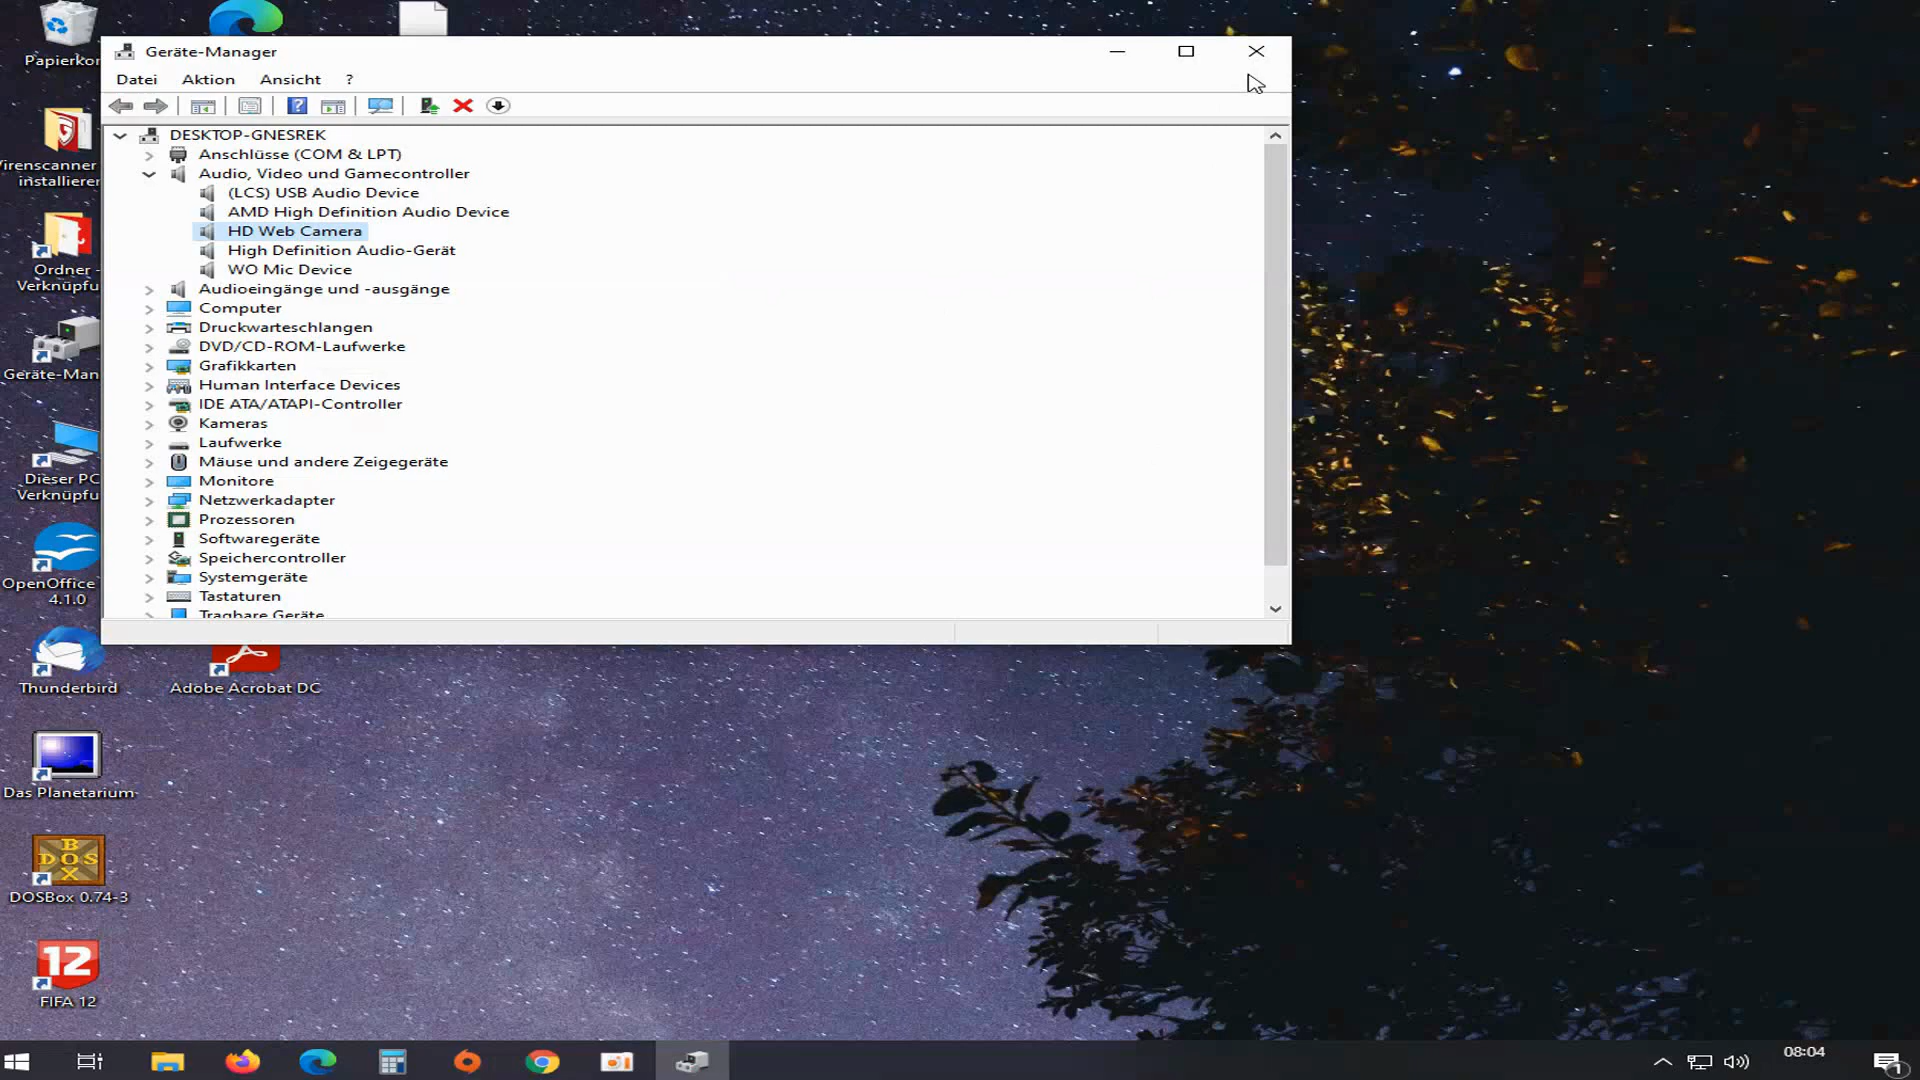 Geräte-Manager
Datei Aktion Ansicht ?
DESKTOP-GNESREK
Anschlüsse (COM & LPT)
Audio, Video und Gamecontroller
(LCS) USB Audio Device
AMD High Definition Audio Device
HD Web Camera
High Definition Audio-Gerät
WO Mic Device
Audioeingänge und -ausgänge
Computer
Druckwarteschlangen
DVD/CD-ROM-Laufwerke
Grafikkarten
Human Interface Devices
IDE ATA/ATAPI-Controller
Kameras
Laufwerke
Mäuse und andere Zeigegeräte
Monitore
Netzwerkadapter
Prozessoren
Softwaregeräte
Speichercontroller
Systemgeräte
Tastaturen
Tragbare Geräte
Papierkor
Virenscanner
installieren
Ordner -
Verknüpfu
Geräte-Man
Dieser PC
Verknüpfu
OpenOffice
4.1.0
Thunderbird
Adobe Acrobat DC
Das Planetarium
BOX
DOS
DOSBox 0.74-3
12
FIFA 12
08:04
1